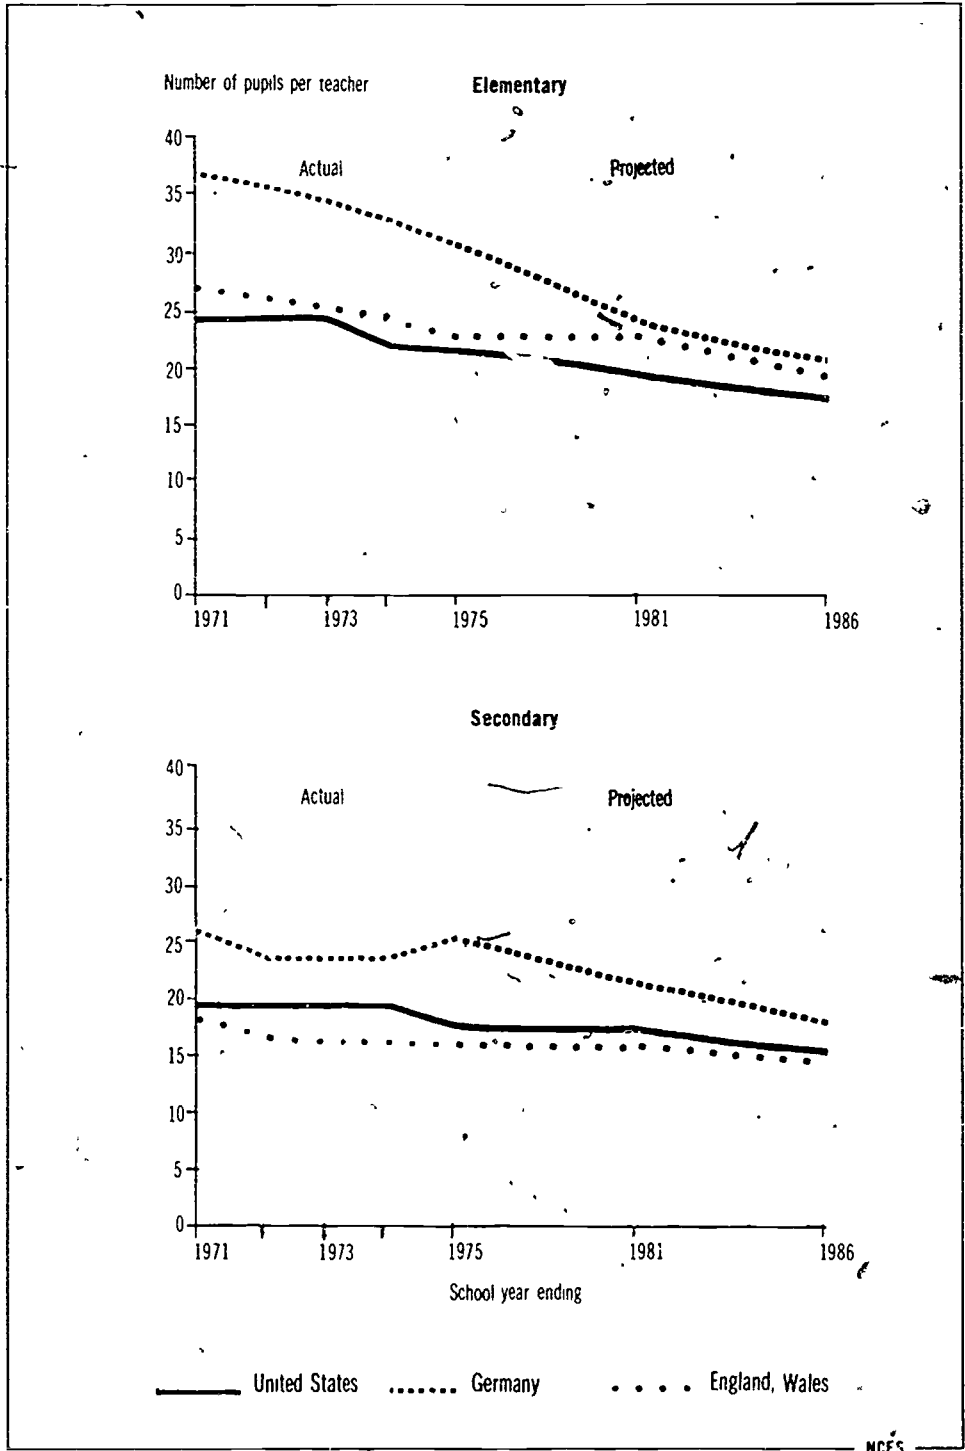 Number of pupils per teacher
Elementary
40
Actual
Projected
35
30
25
20
15
10
5
0
1971 1973 1975 1981 1986
Secondary
40
Actual
Projected
35
30
25
20
15
10
5
0
1971 1973 1975 1981 1986
School year ending
United States Germany England, Wales
NCES